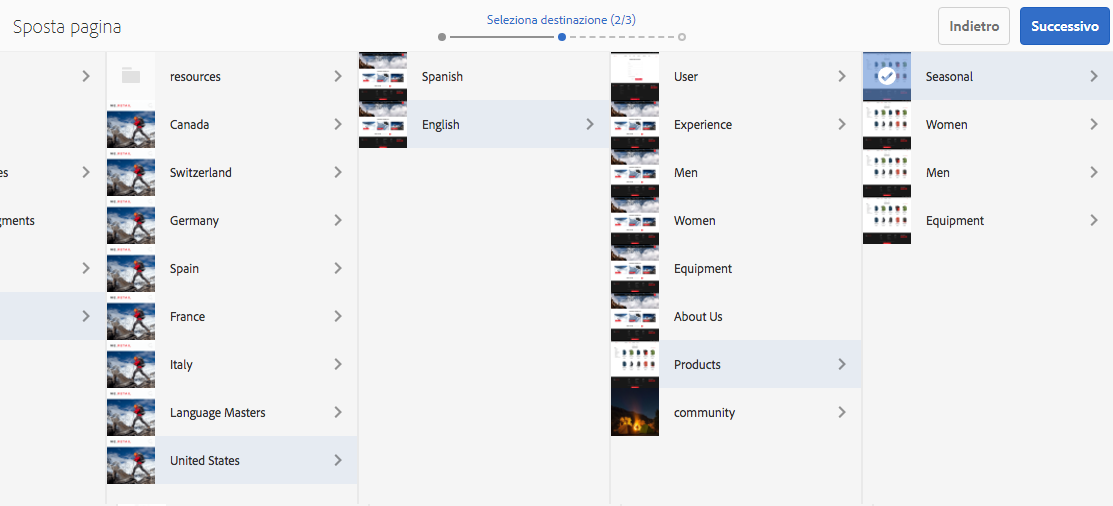 Sposta pagina
Seleziona destinazione (2/3)
Indietro
Successivo
es
gments
resources
Canada
Switzerland
Germany
Spain
France
Italy
Language Masters
United States
Spanish
English
User
Experience
Men
Women
Equipment
About Us
Products
community
Seasonal
Women
Men
Equipment